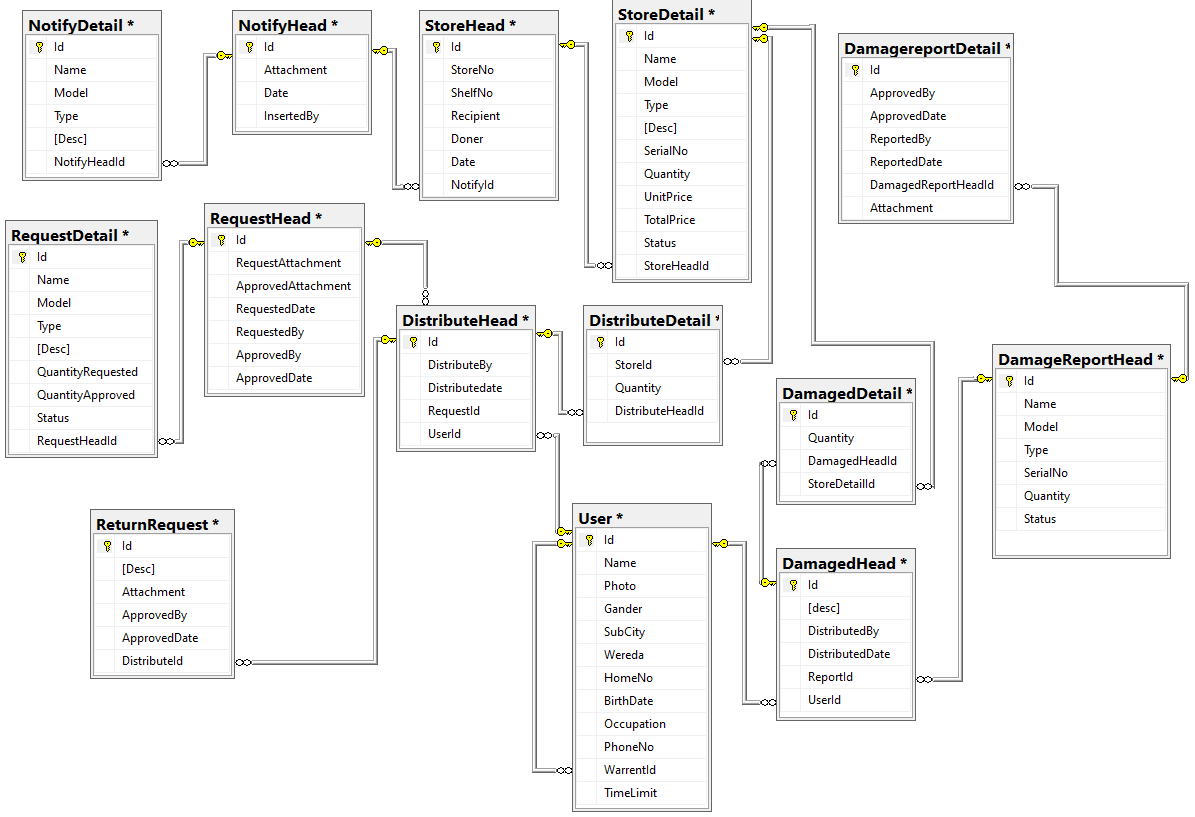 NotifyDetail *
Id
Name
Model
Type
[Desc]
NotifyHeadId
NotifyHead *
Id
Attachment
Date
InsertedBy
StoreHead *
Id
StoreNo
ShelfNo
Recipient
Doner
Date
NotifyId
StoreDetail *
Id
Name
Model
Type
[Desc]
SerialNo
Quantity
UnitPrice
TotalPrice
Status
StoreHeadId
DamagereportDetail *
Id
ApprovedBy
ApprovedDate
ReportedBy
ReportedDate
DamagedReportHeadId
Attachment
RequestDetail *
Id
Name
Model
Type
[Desc]
QuantityRequested
QuantityApproved
Status
RequestHeadId
RequestHead *
Id
RequestAttachment
ApprovedAttachment
RequestedDate
RequestedBy
ApprovedBy
ApprovedDate
DistributeHead *
Id
DistributeBy
Distributedate
RequestId
UserId
DistributeDetail *
Id
StoreId
Quantity
DistributeHeadId
DamagedDetail *
Id
Quantity
DamagedHeadId
StoreDetailId
DamageReportHead *
Id
Name
Model
Type
SerialNo
Quantity
Status
ReturnRequest *
Id
[Desc]
Attachment
ApprovedBy
ApprovedDate
DistributeId
User *
Id
Name
Photo
Gander
SubCity
Wereda
HomeNo
BirthDate
Occupation
PhoneNo
WarrentId
TimeLimit
DamagedHead *
Id
[desc]
DistributedBy
DistributedDate
ReportId
UserId